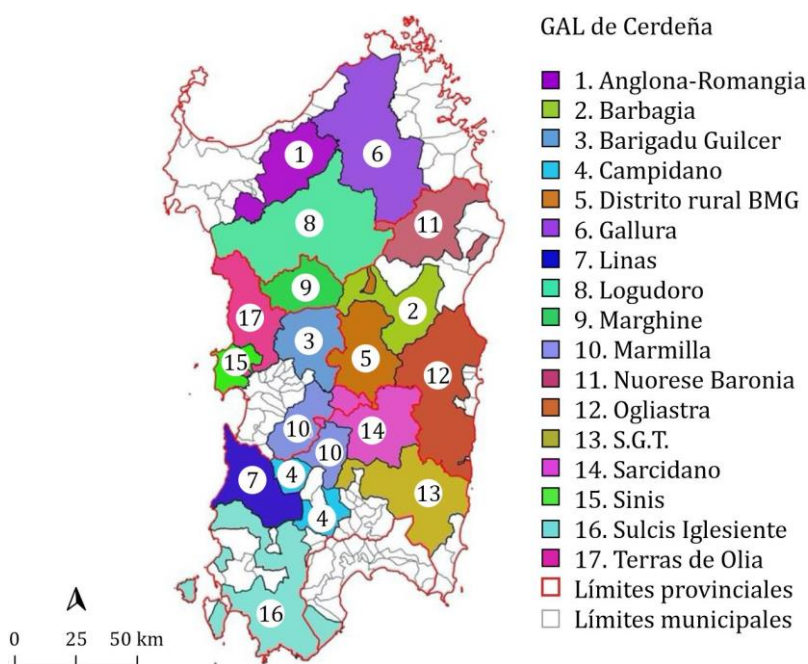 GAL de Cerdeña
1. Anglona-Romangia
2. Barbagia
3. Barigadu Guilcer
4. Campidano
5. Distrito rural BMG
6. Gallura
7. Linas
8. Logudoro
9. Marghine
10. Marmilla
11. Nuorese Baronia
12. Ogliastra
13. S.G.T.
14. Sarcidano
15. Sinis
16. Sulcis Iglesiente
17. Terras de Olia
Límites provinciales
Límites municipales
1
6
8
11
9
2
17
3
5
15
12
10
14
10
4
7
13
4
16
0 25 50 km